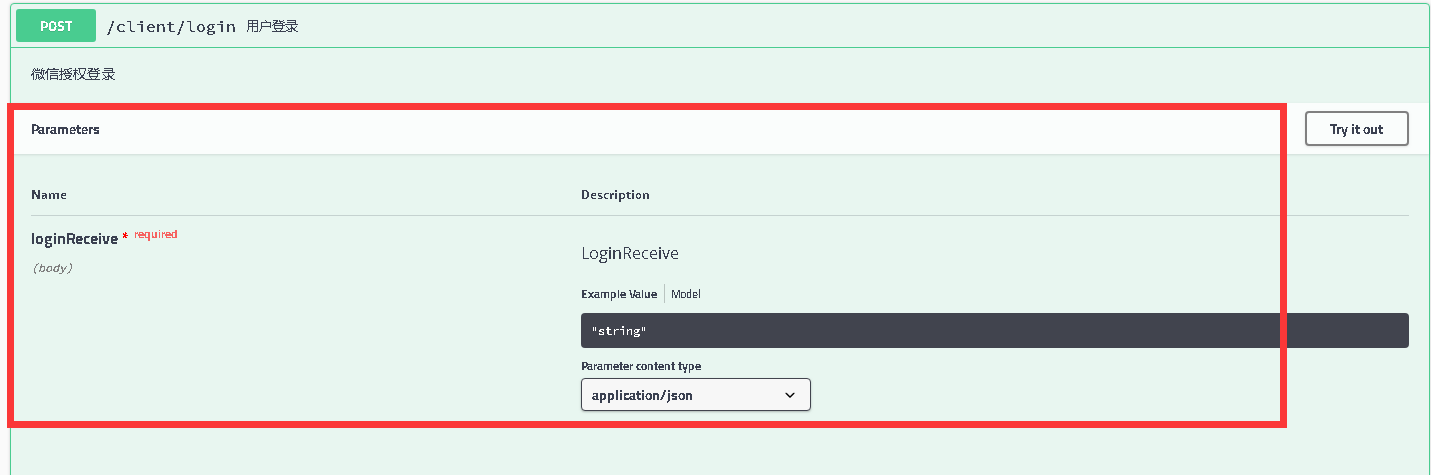 POST /client/login 用户登录
微信授权登录
Parameters Try it out
Name Description
loginReceive * required
(body)
LoginReceive
Example Value Model
"string"
Parameter content type
application/json